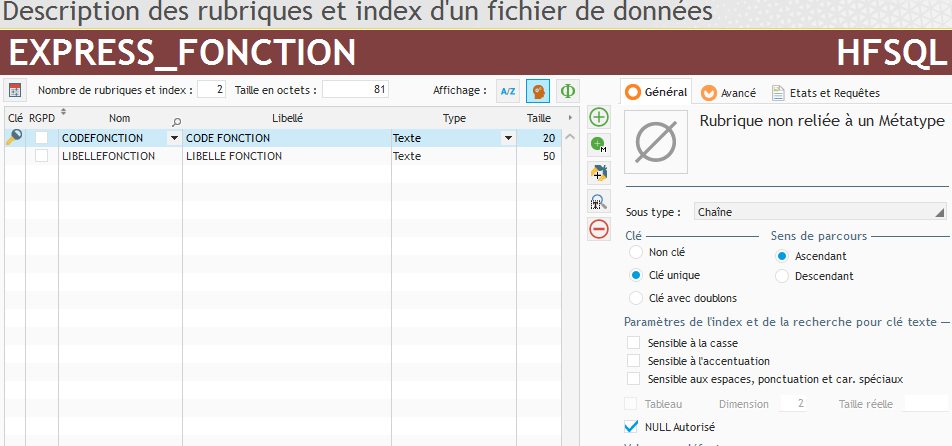 Description des rubriques et index d'un fichier de données
EXPRESS_FONCTION HFSQL
Nombre de rubriques et index : 2 Taille en octets : 81 Affichage : A/Z Φ
Clé RGPD Nom Libellé Type Taille
CODEFONCTION CODE FONCTION Texte 20
LIBELLEFONCTION LIBELLE FONCTION Texte 50
M
Général Avancé Etats et Requêtes
Rubrique non reliée à un Métatype
Sous type : Chaîne
Clé Sens de parcours
Non clé Ascendant
Clé unique Descendant
Clé avec doublons
Paramètres de l'index et de la recherche pour clé texte
Sensible à la casse
Sensible à l'accentuation
Sensible aux espaces, ponctuation et car. spéciaux
Tableau Dimension 2 Taille réelle
NULL Autorisé